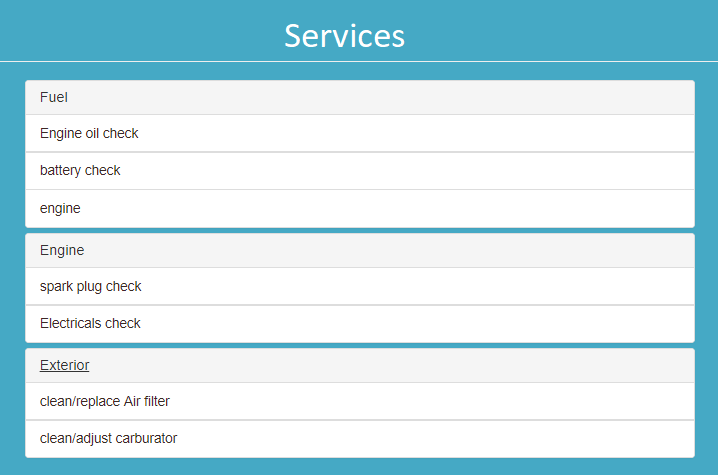 Services
Fuel
Engine oil check
battery check
engine
Engine
spark plug check
Electricals check
Exterior
clean/replace Air filter
clean/adjust carburator